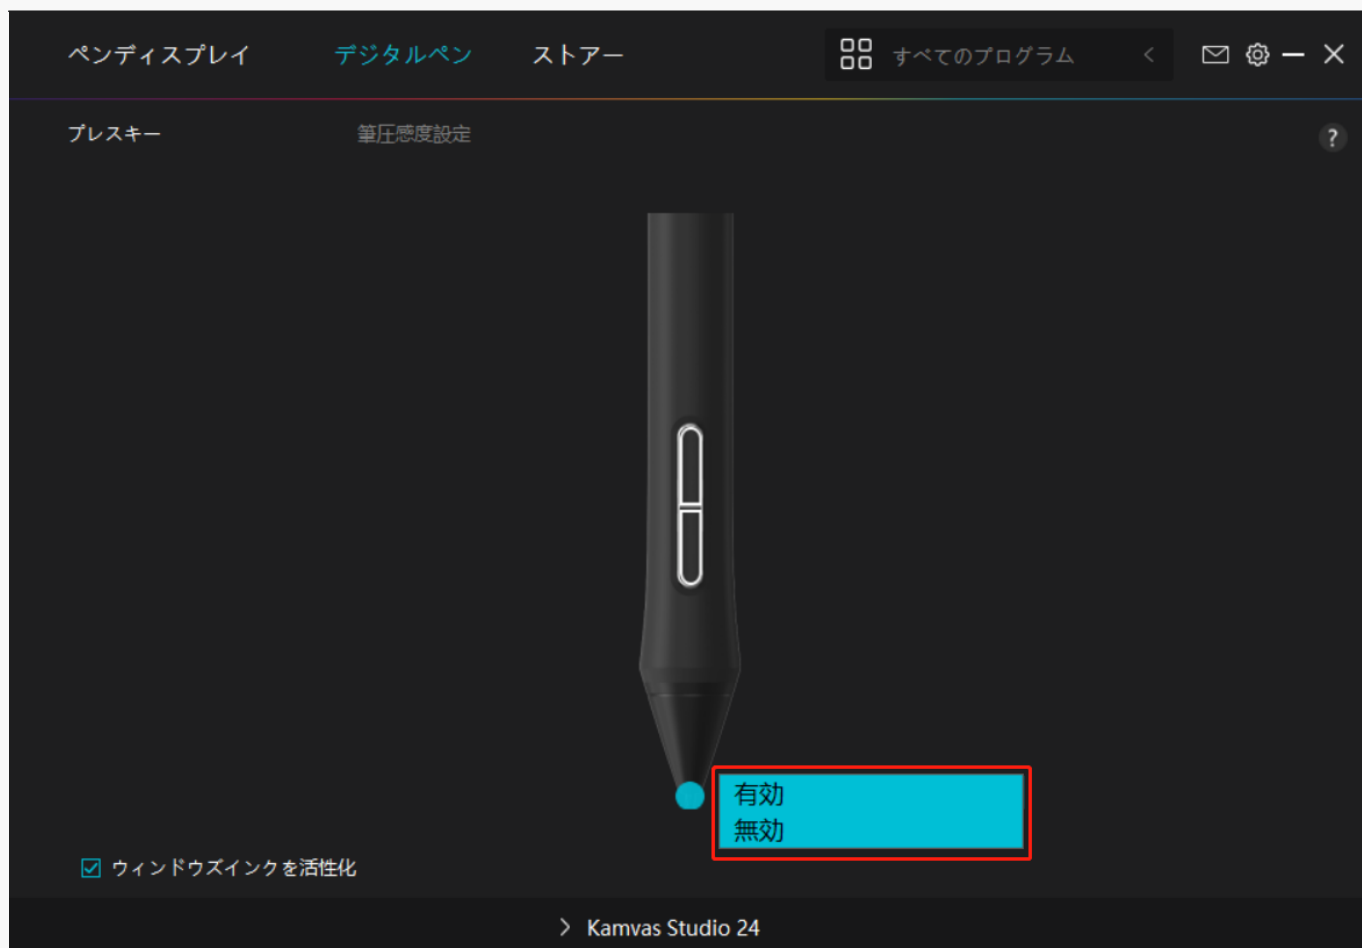 ペンディスプレイ デジタルペン ストアー すべてのプログラム
プレスキー 筆圧感度設定 ?
有効
無効
ウィンドウズインクを活性化
Kamvas Studio 24